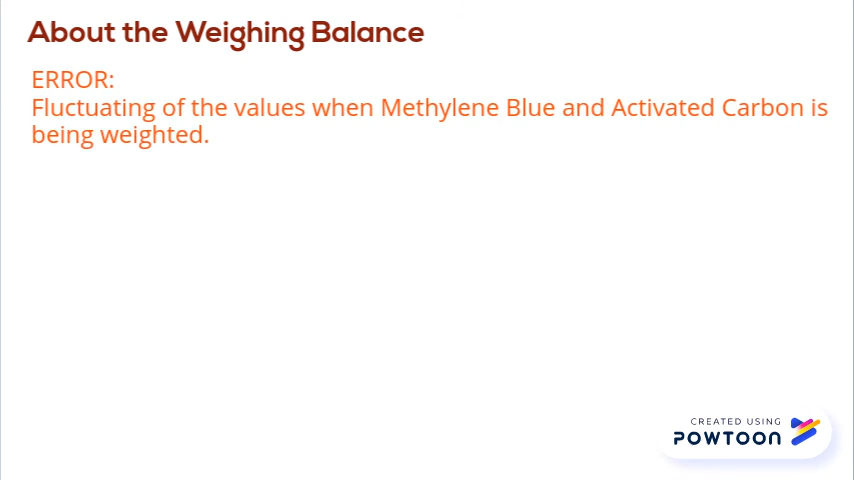 About the Weighing Balance
ERROR:
Fluctuating of the values when Methylene Blue and Activated Carbon is
being weighted.
CREATED USING
POWTOON